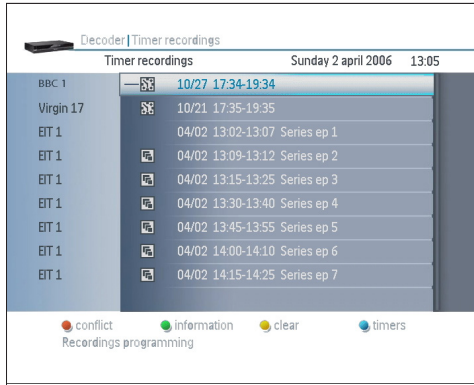 Decoder | Timer recordings
Timer recordings Sunday 2 april 2006 13:05
BBC 1 10/27 17:34-19:34
Virgin 17 10/21 17:35-19:35
EIT 1 04/02 13:02-13:07 Series ep 1
EIT 1 04/02 13:09-13:12 Series ep 2
EIT 1 04/02 13:15-13:25 Series ep 3
EIT 1 04/02 13:30-13:40 Series ep 4
EIT 1 04/02 13:45-13:55 Series ep 5
EIT 1 04/02 14:00-14:10 Series ep 6
EIT 1 04/02 14:15-14:25 Series ep 7
conflict information clear timers
Recordings programming